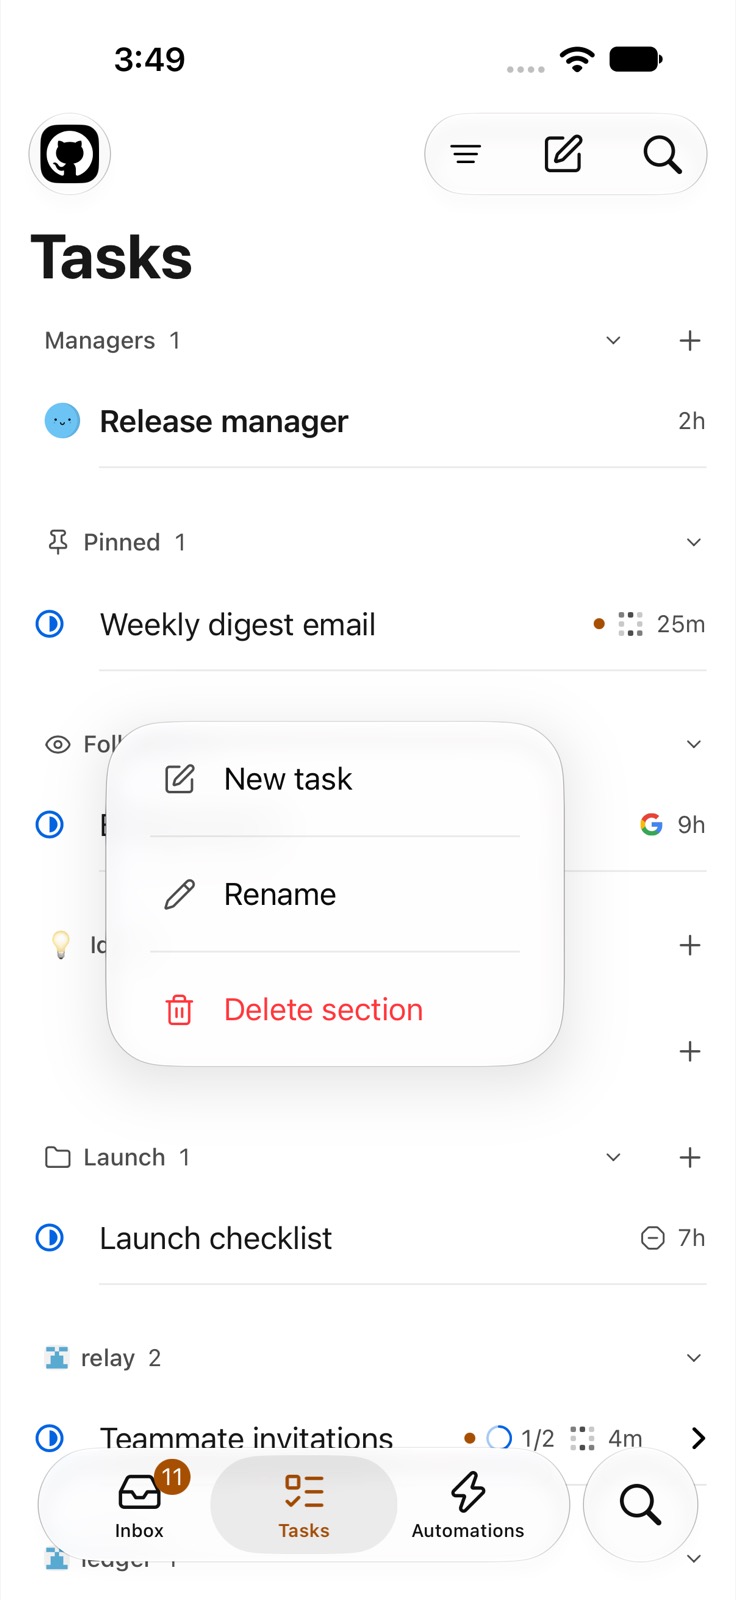 3:49
Tasks
Managers 1
Release manager 2h
Pinned 1
Weekly digest email 25m
New task
9h
Rename
Delete section
Launch 1
Launch checklist 7h
relay 2
Teammate invitations 1/2 4m
11
Inbox Tasks Automations